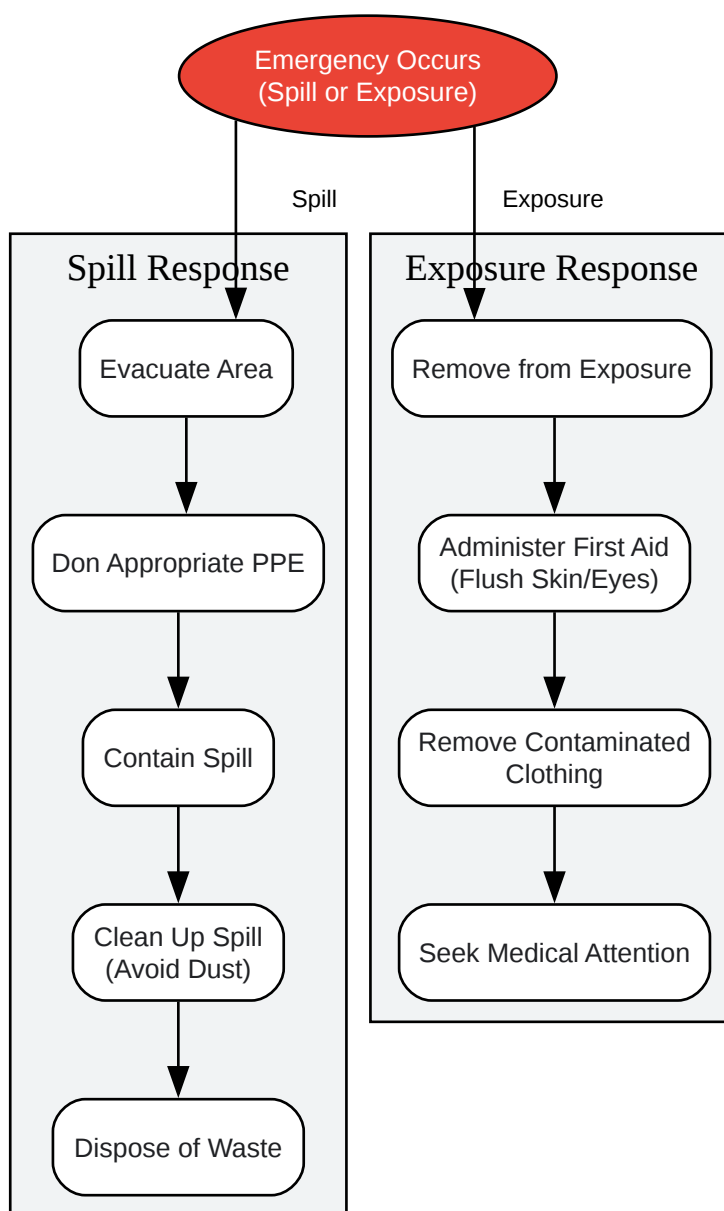 Emergency Occurs
(Spill or Exposure)
Spill
Exposure
Spill Response
Evacuate Area
Don Appropriate PPE
Contain Spill
Clean Up Spill
(Avoid Dust)
Dispose of Waste
Exposure Response
Remove from Exposure
Administer First Aid
(Flush Skin/Eyes)
Remove Contaminated
Clothing
Seek Medical Attention